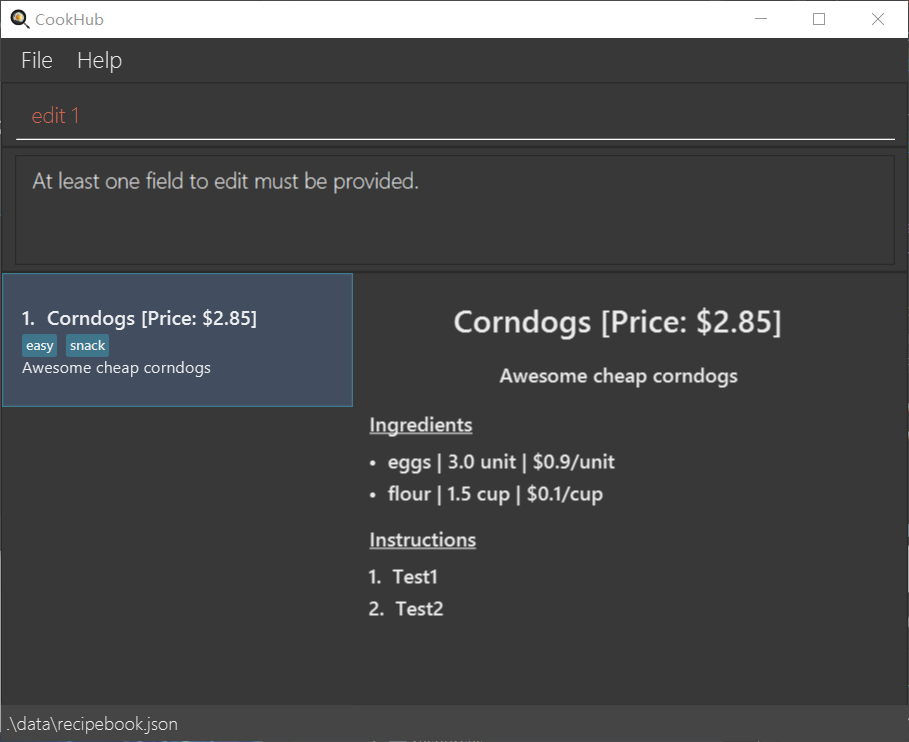 CookHub
File Help
edit 1
At least one field to edit must be provided.
1. Corndogs [Price: $2.85]
easy snack
Awesome cheap corndogs
Corndogs [Price: $2.85]
Awesome cheap corndogs
Ingredients
• eggs | 3.0 unit | $0.9/unit
• flour | 1.5 cup | $0.1/cup
Instructions
1. Test1
2. Test2
.\data\recipebook.json